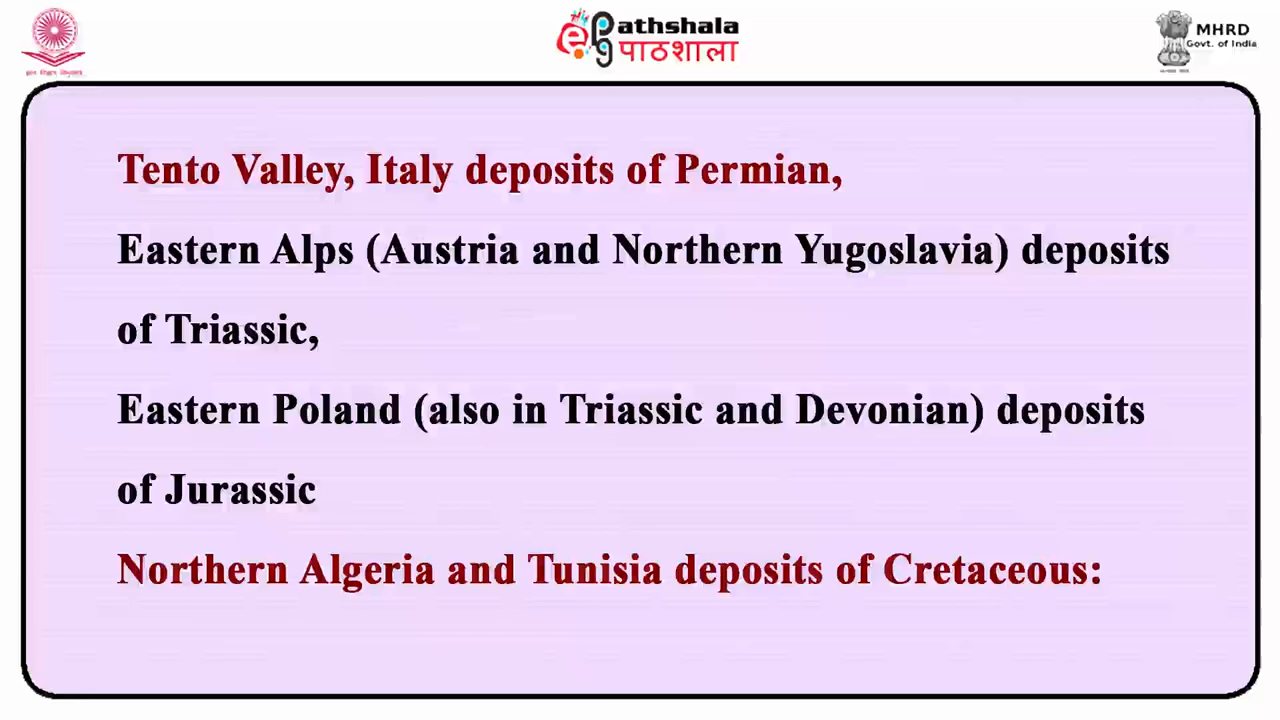 ePathshala
पाठशाला
MHRD
Govt. of India
Tento Valley, Italy deposits of Permian,
Eastern Alps (Austria and Northern Yugoslavia) deposits
of Triassic,
Eastern Poland (also in Triassic and Devonian) deposits
of Jurassic
Northern Algeria and Tunisia deposits of Cretaceous: